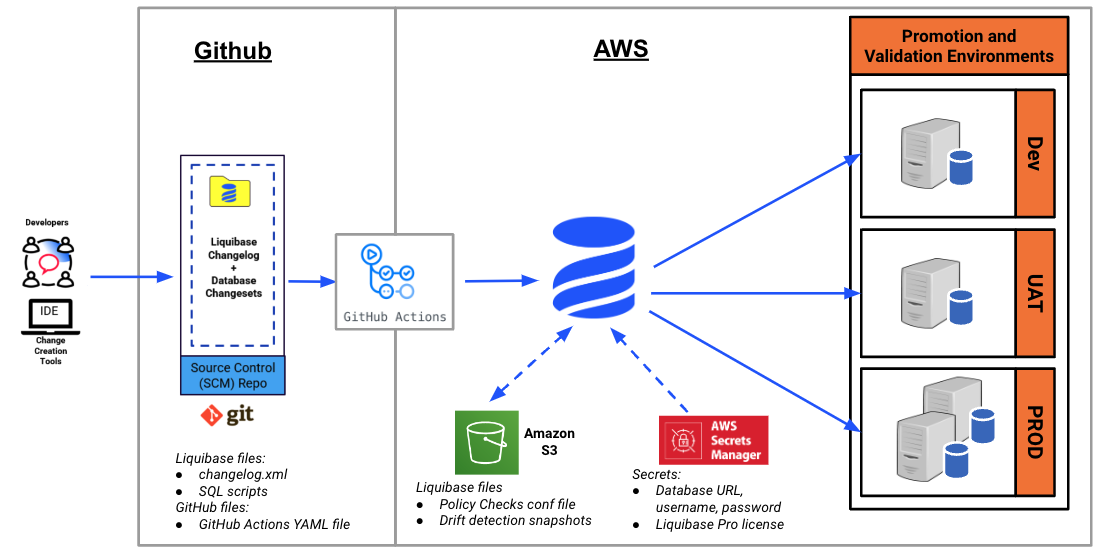 Github
AWS
Promotion and
Validation Environments
Dev
UAT
PROD
Developers
IDE
Change
Creation
Tools
Liquibase
Changelog
+
Database
Changesets
Source Control
(SCM) Repo
git
GitHub Actions
Liquibase files:
● changelog.xml
● SQL scripts
GitHub files:
● GitHub Actions YAML file
Amazon
S3
Liquibase files
● Policy Checks conf file
● Drift detection snapshots
AWS
Secrets
Manager
Secrets:
● Database URL,
username, password
● Liquibase Pro license